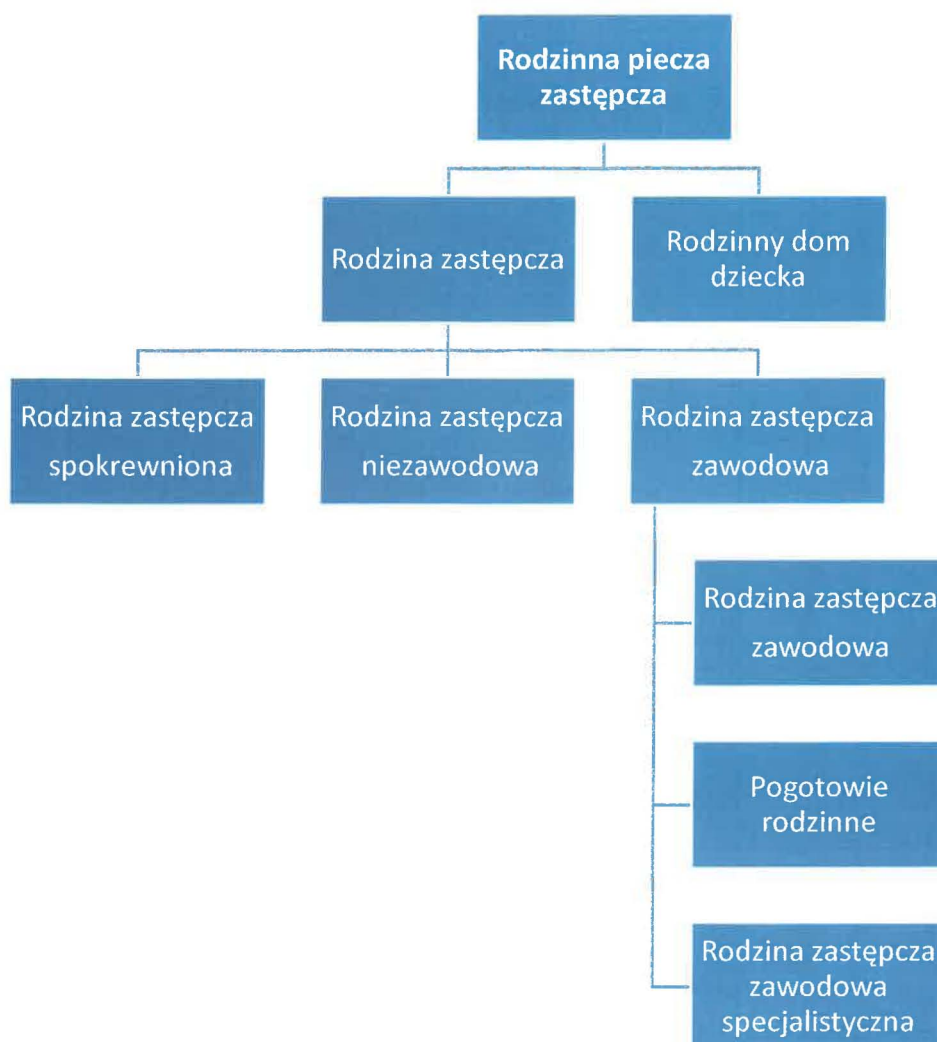 Rodzinna piecza
zastępcza
Rodzina zastępcza
Rodzinny dom
dziecka
Rodzina zastępcza
spokrewniona
Rodzina zastępcza
niezawodowa
Rodzina zastępcza
zawodowa
Rodzina zastępcza
zawodowa
Pogotowie
rodzinne
Rodzina zastępcza
zawodowa
specjalistyczna